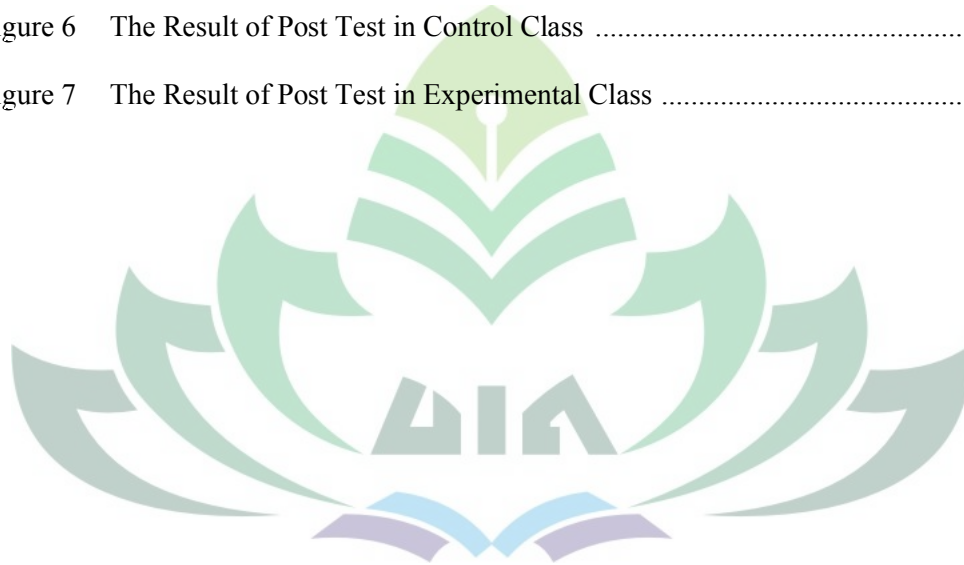 gure 6 The Result of Post Test in Control Class ................................................
gure 7 The Result of Post Test in Experimental Class .......................................
UIN